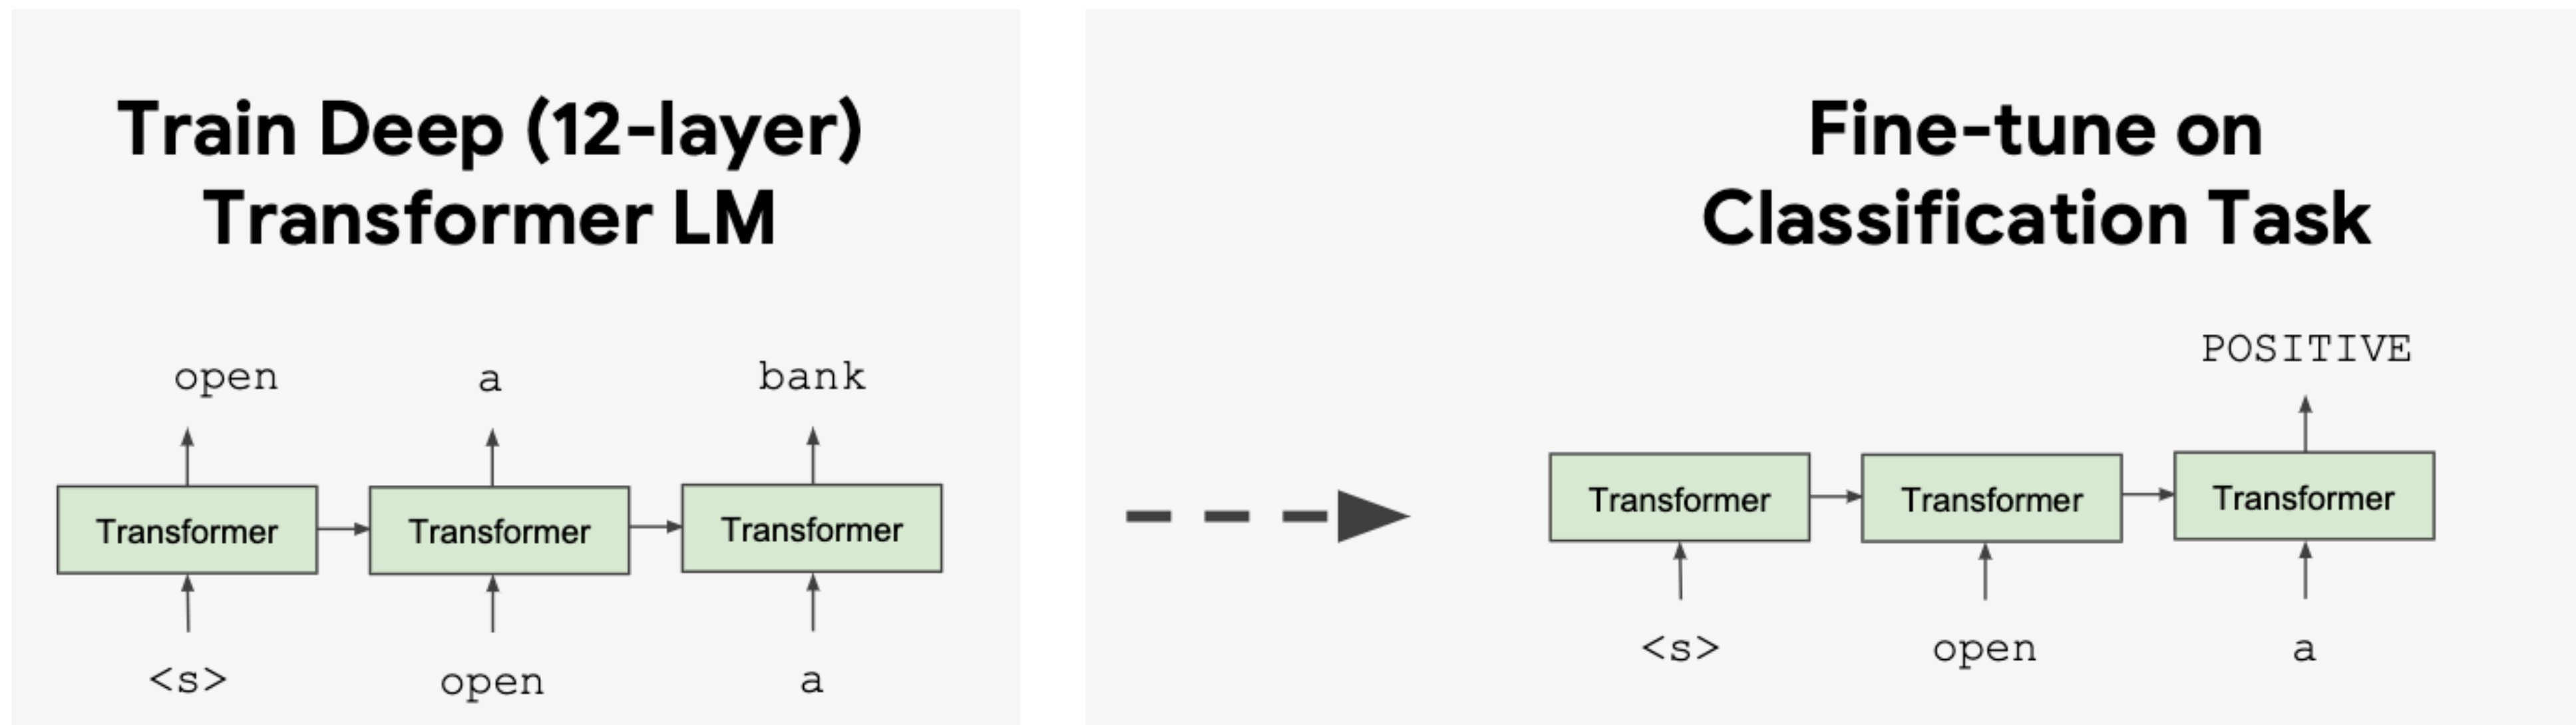 Train Deep (12-layer)
Transformer LM
open a bank
Transformer Transformer Transformer
<s> open a
Fine-tune on
Classification Task
POSITIVE
Transformer Transformer Transformer
<s> open a